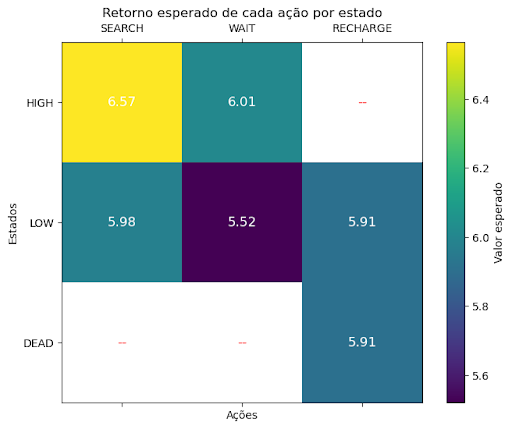 Retorno esperado de cada ação por estado
SEARCH WAIT RECHARGE
HIGH 6.57 6.01 --
LOW 5.98 5.52 5.91
DEAD -- -- 5.91
Estados
Ações
6.4
6.2
6.0
5.8
5.6
Valor esperado